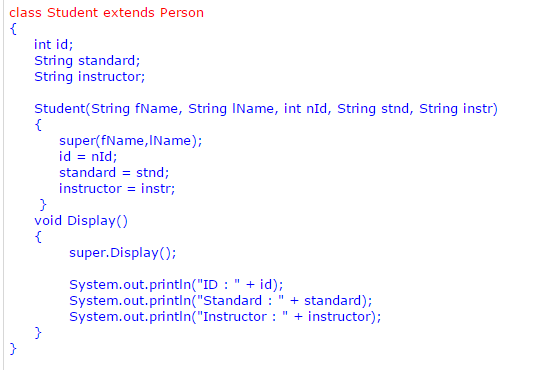 class Student extends Person
{
int id;
String standard;
String instructor;
Student(String fName, String lName, int nId, String stnd, String instr)
{
super(fName,lName);
id = nId;
standard = stnd;
instructor = instr;
}
void Display()
{
super.Display();
System.out.println("ID : " + id);
System.out.println("Standard : " + standard);
System.out.println("Instructor : " + instructor);
}
}